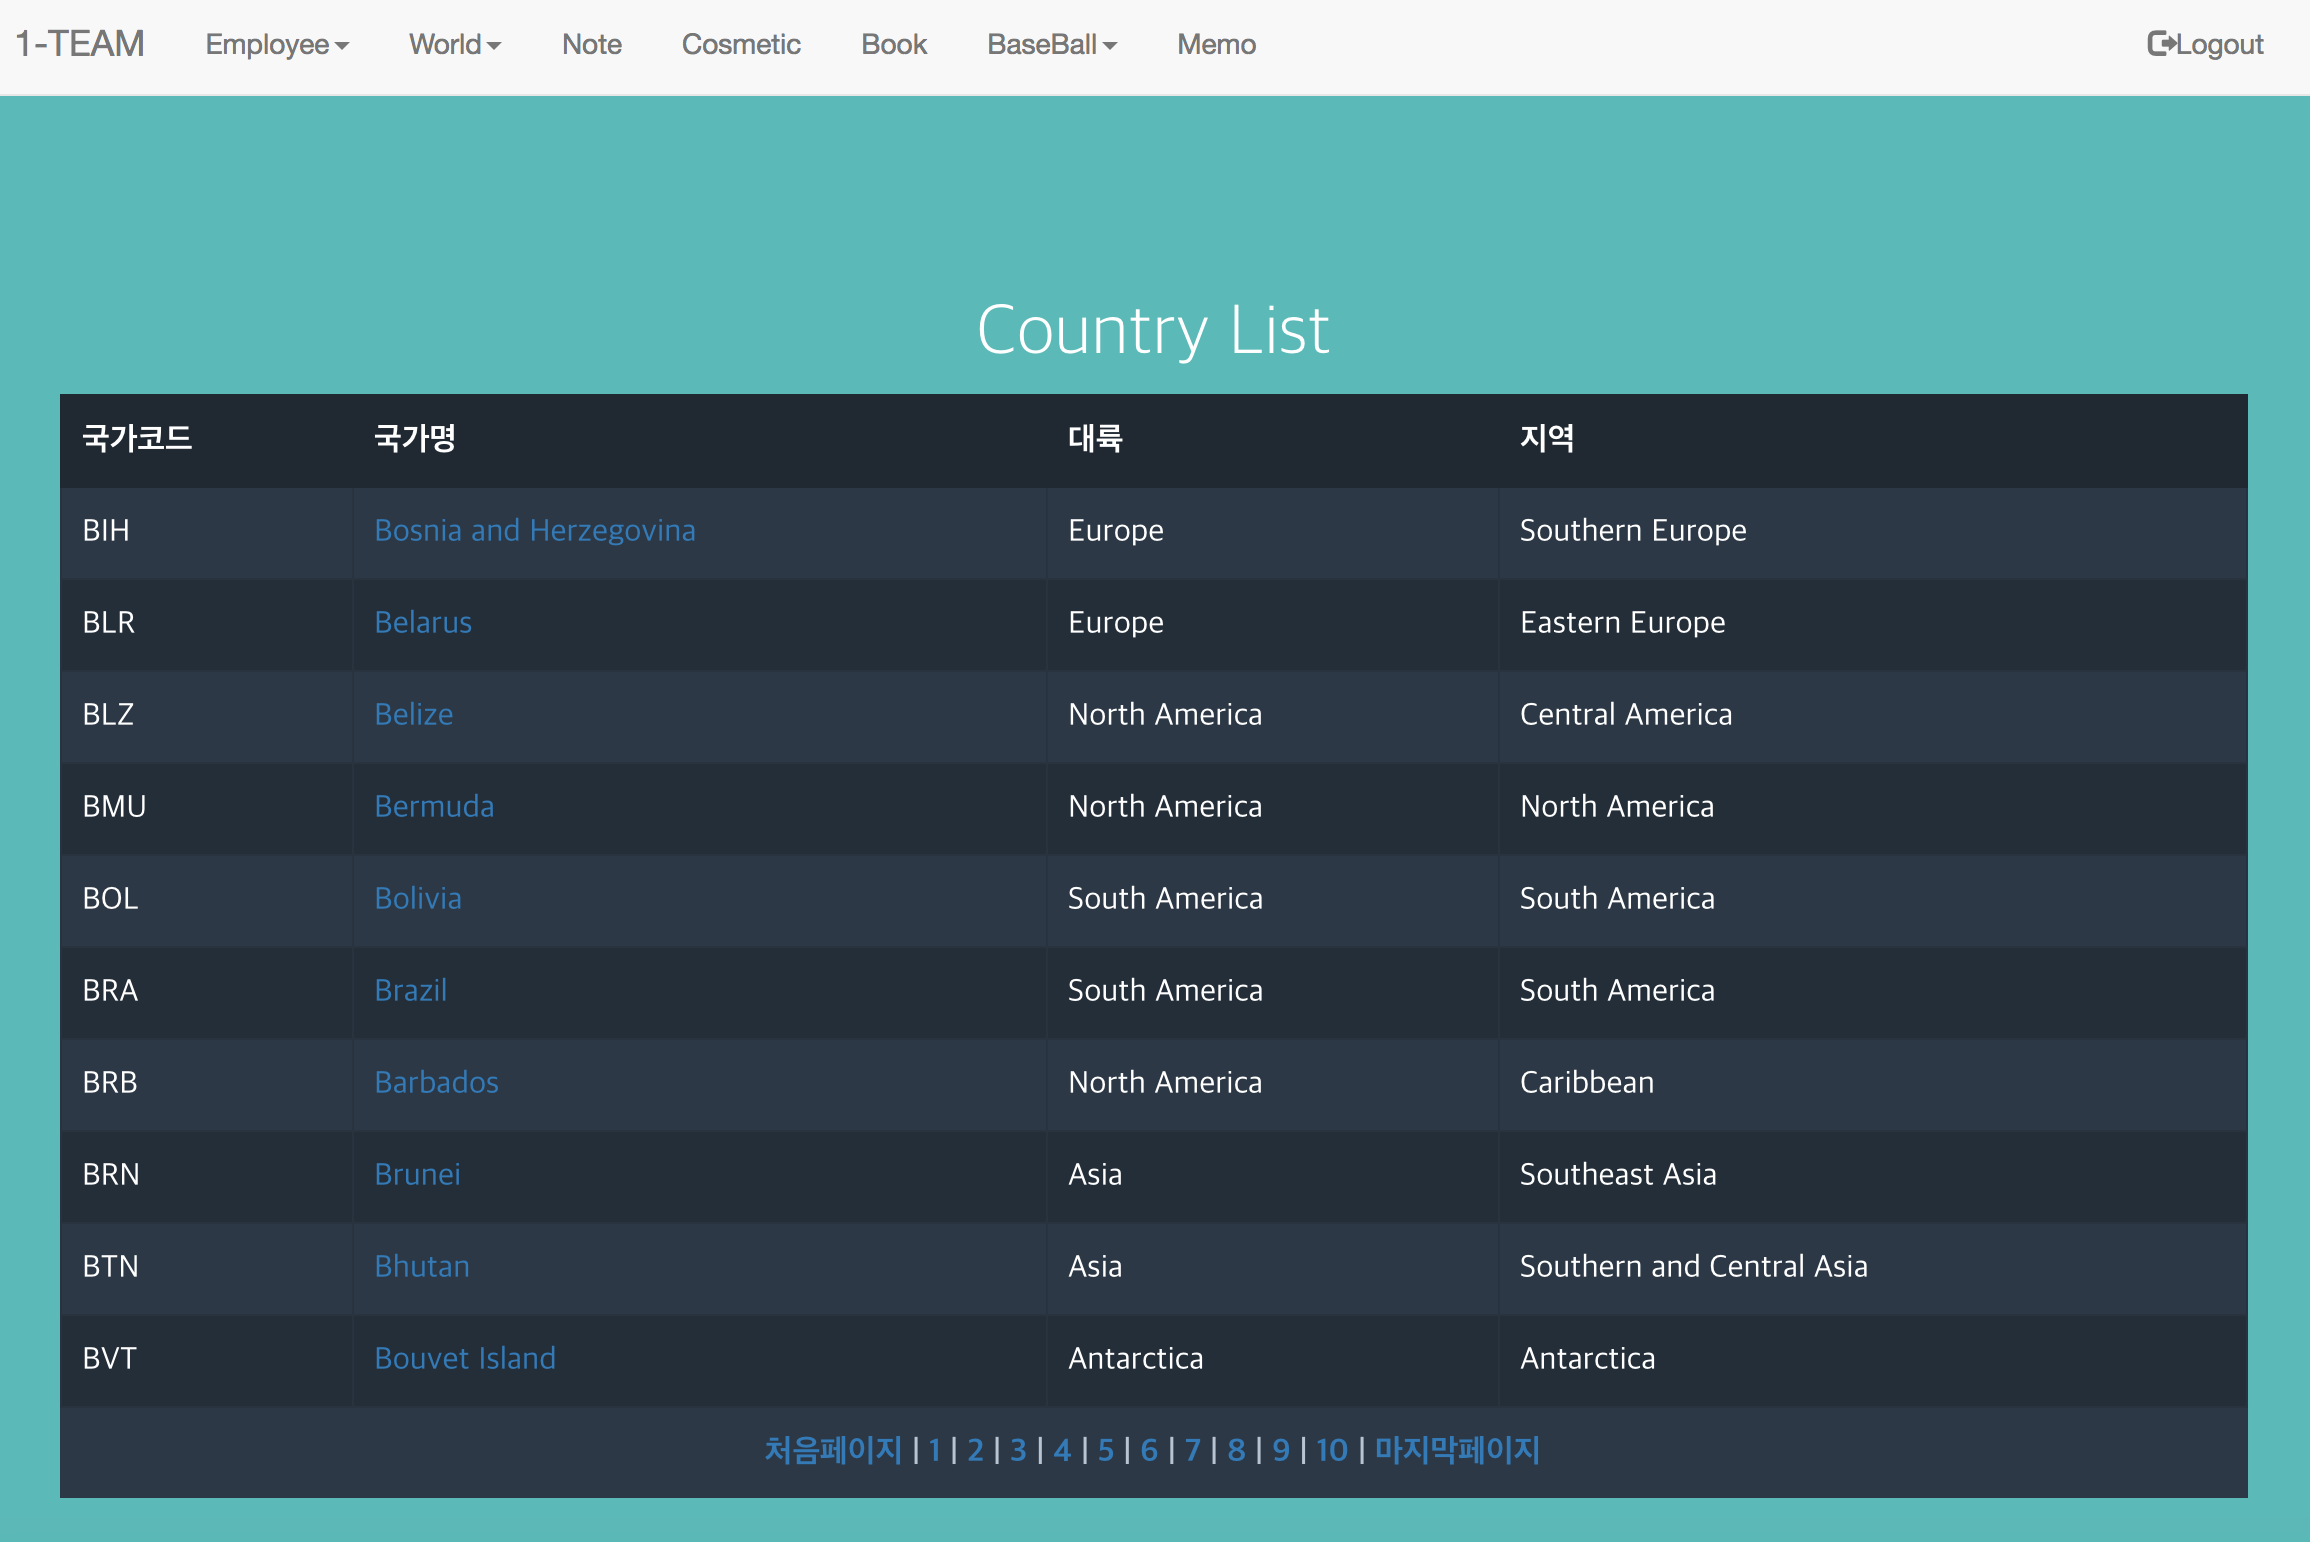 1-TEAM Employee World Note Cosmetic Book BaseBall Memo Logout
Country List
국가코드 국가명 대륙 지역
BIH Bosnia and Herzegovina Europe Southern Europe
BLR Belarus Europe Eastern Europe
BLZ Belize North America Central America
BMU Bermuda North America North America
BOL Bolivia South America South America
BRA Brazil South America South America
BRB Barbados North America Caribbean
BRN Brunei Asia Southeast Asia
BTN Bhutan Asia Southern and Central Asia
BVT Bouvet Island Antarctica Antarctica
처음페이지 | 1 | 2 | 3 | 4 | 5 | 6 | 7 | 8 | 9 | 10 | 마지막페이지